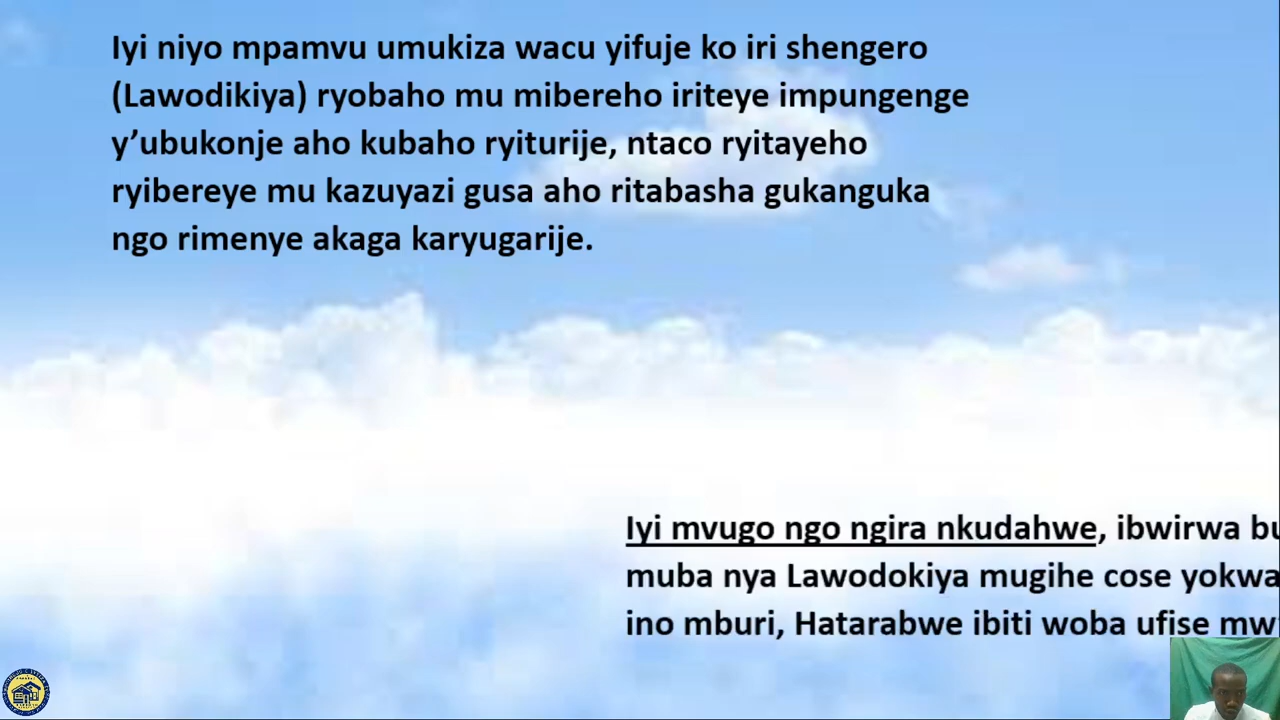 Iyi niyo mpamvu umukiza wacu yifuje ko iri shengero
(Lawodikiya) ryobaho mu mibereho iriteye impungenge
y’ubukonje aho kubaho ryiturije, ntaco ryitayeho
ryibereye mu kazuyazi gusa aho ritabasha gukanguka
ngo rimenye akaga karyugarije.
Iyi mvugo ngo ngira nkudahwe, ibwirwa
muba nya Lawodokiya mugihe cose
ino mburi, Hatarabwe ibiti woba ufise